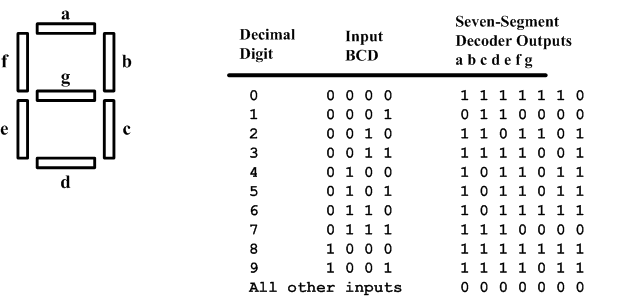 a
f b
g
e c
d
Decimal Digit
Input BCD
Seven-Segment
Decoder Outputs
a b c d e f g
0 0 0 0 0 1 1 1 1 1 1 0
1 0 0 0 1 0 1 1 0 0 0 0
2 0 0 1 0 1 1 0 1 1 0 1
3 0 0 1 1 1 1 1 1 0 0 1
4 0 1 0 0 1 0 1 1 0 1 1
5 0 1 0 1 1 0 1 1 0 1 1
6 0 1 1 0 1 0 1 1 1 1 1
7 0 1 1 1 1 1 1 0 0 0 0
8 1 0 0 0 1 1 1 1 1 1 1
9 1 0 0 1 1 1 1 1 0 1 1
All other inputs 0 0 0 0 0 0 0